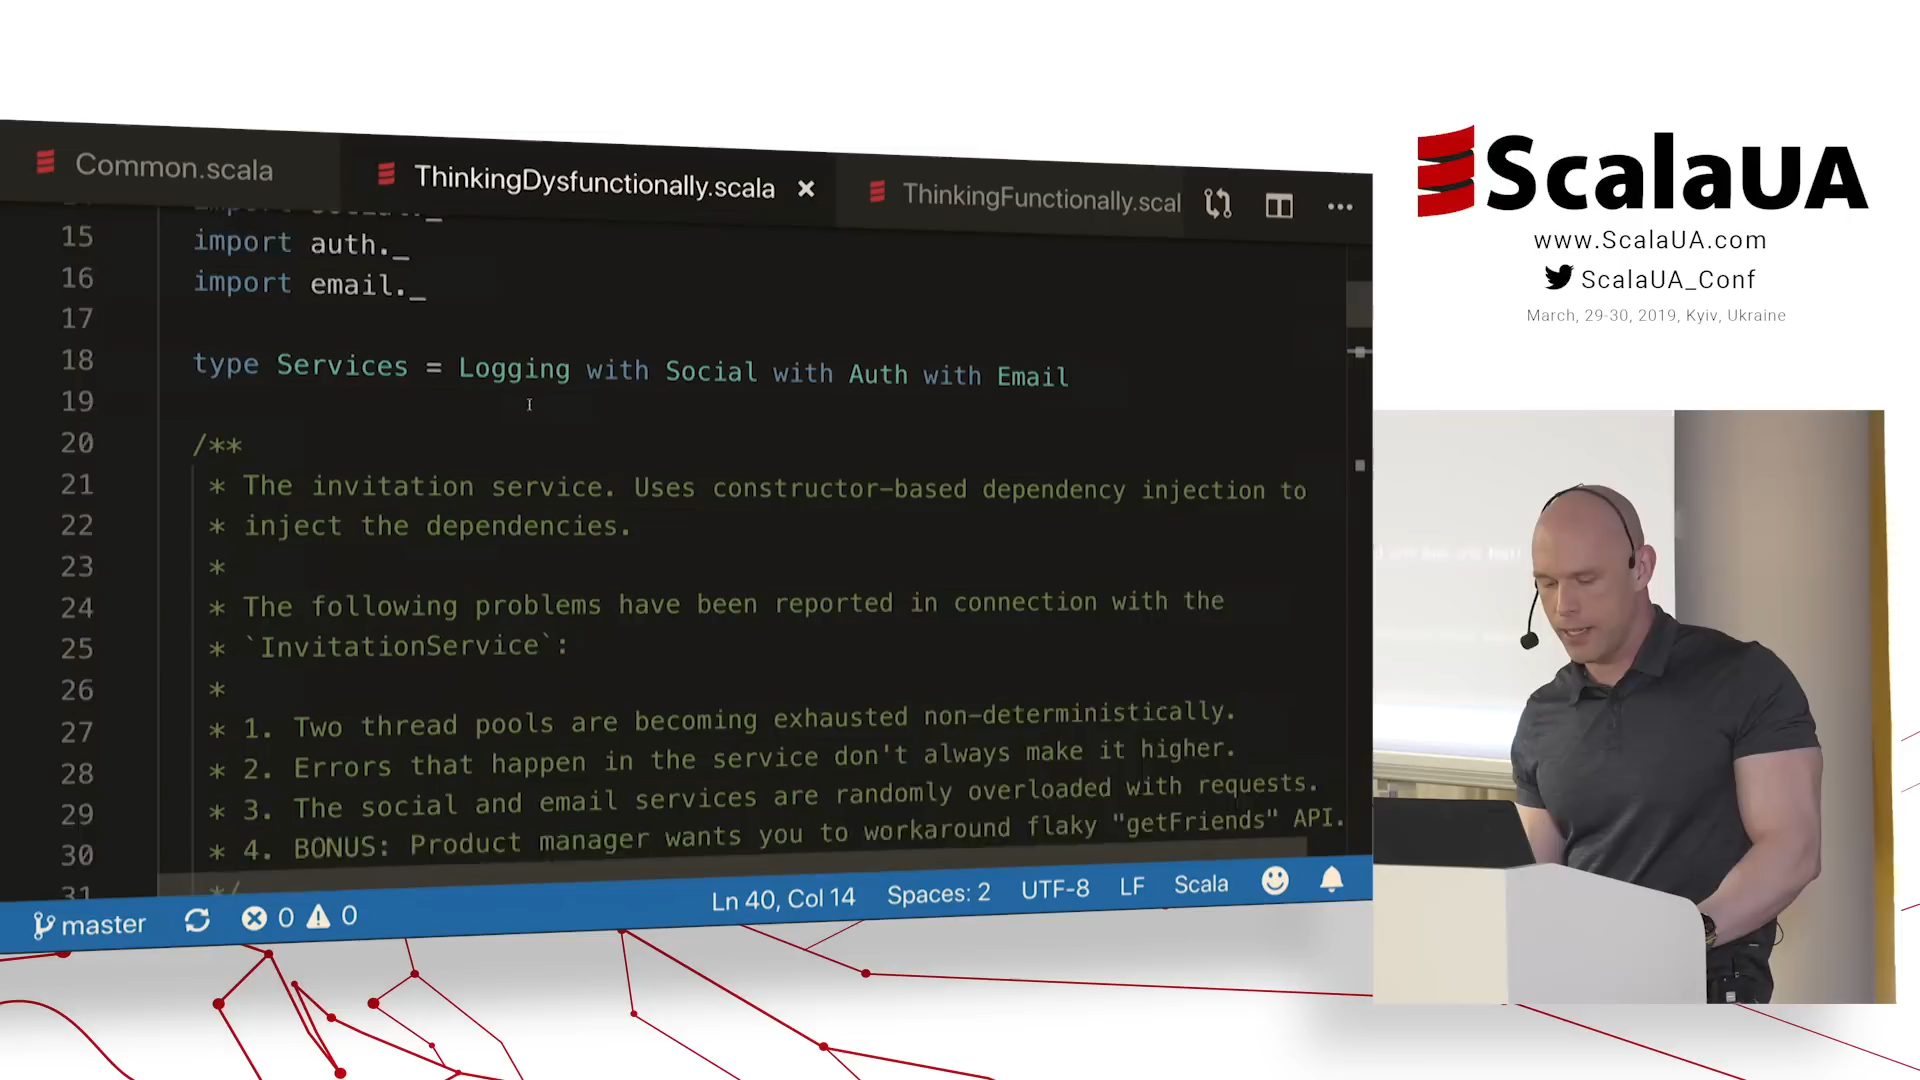 Common.scala
ThinkingDysfunctionally.scala
ThinkingFunctionally.scal
15 import auth._
16 import email._
17
18 type Services = Logging with Social with Auth with Email
19
20 /**
21 * The invitation service. Uses constructor-based dependency injection to
22 * inject the dependencies.
23 *
24 * The following problems have been reported in connection with the
25 * `InvitationService`:
26 *
27 * 1. Two thread pools are becoming exhausted non-deterministically.
28 * 2. Errors that happen in the service don't always make it higher.
29 * 3. The social and email services are randomly overloaded with requests.
30 * 4. BONUS: Product manager wants you to workaround flaky "getFriends" API.
31 */
master 0 0 Ln 40, Col 14 Spaces: 2 UTF-8 LF Scala
ScalaUA
www.ScalaUA.com
ScalaUA_Conf
March, 29-30, 2019, Kyiv, Ukraine